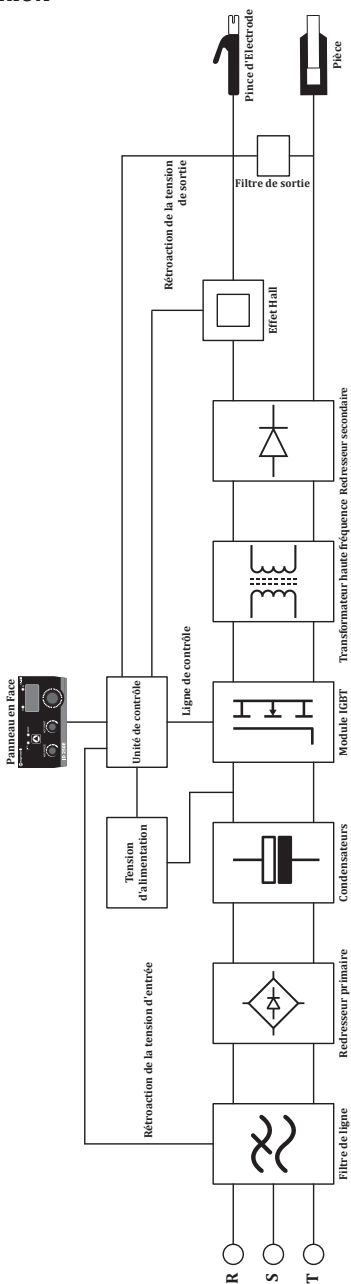 Panneau en Face
Pince d'Electrode
Pièce
Rétroaction de la tension
de sortie
Filtre de sortie
Effet Hall
Unité de contrôle
Ligne de contrôle
Tension
d'alimentation
Rétroaction de la tension d'entrée
R
S
T
Filtre de ligne
Redresseur primaire
Condensateurs
Module IGBT
Transformateur haute fréquence
Redresseur secondaire